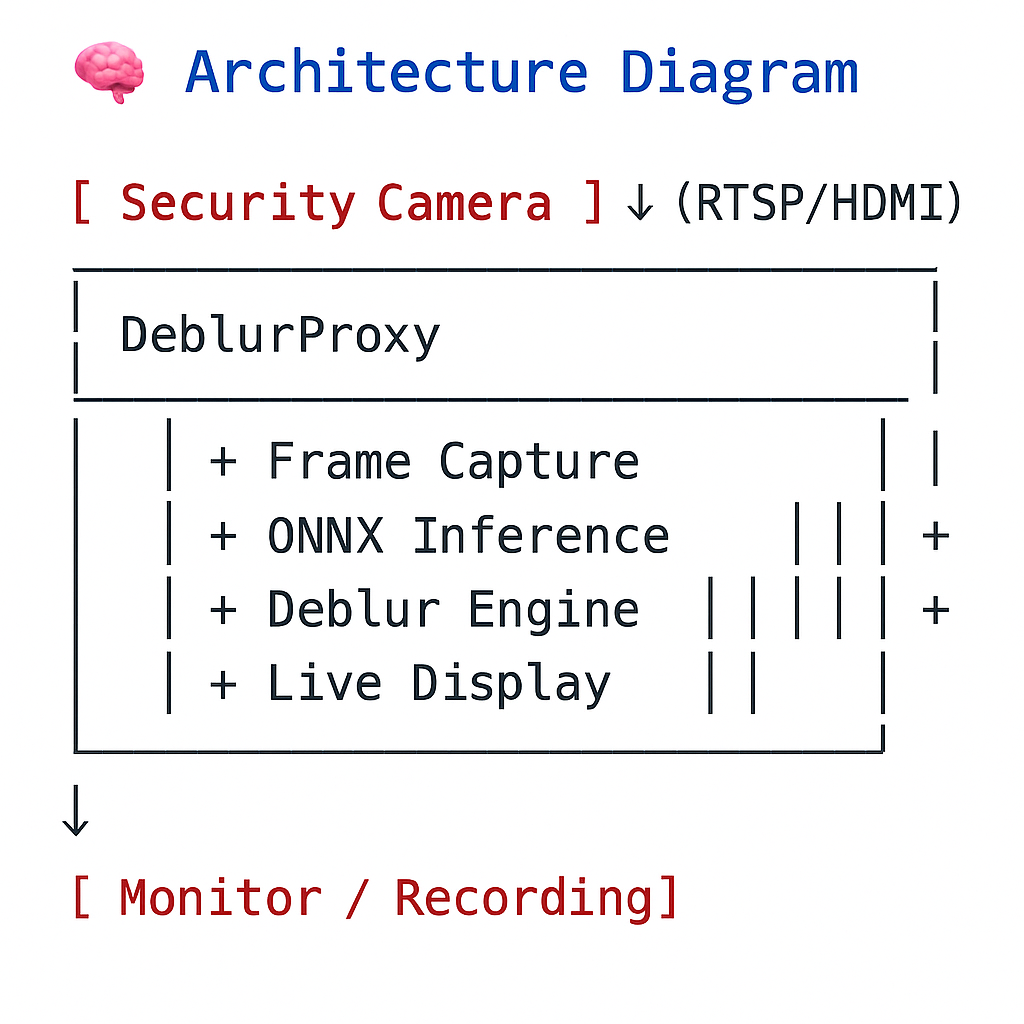 🧠 Architecture Diagram
[ Security Camera ] ↓ (RTSP/HDMI)
DeblurProxy
+ Frame Capture
+ ONNX Inference +
+ Deblur Engine +
+ Live Display
↓
[ Monitor / Recording]